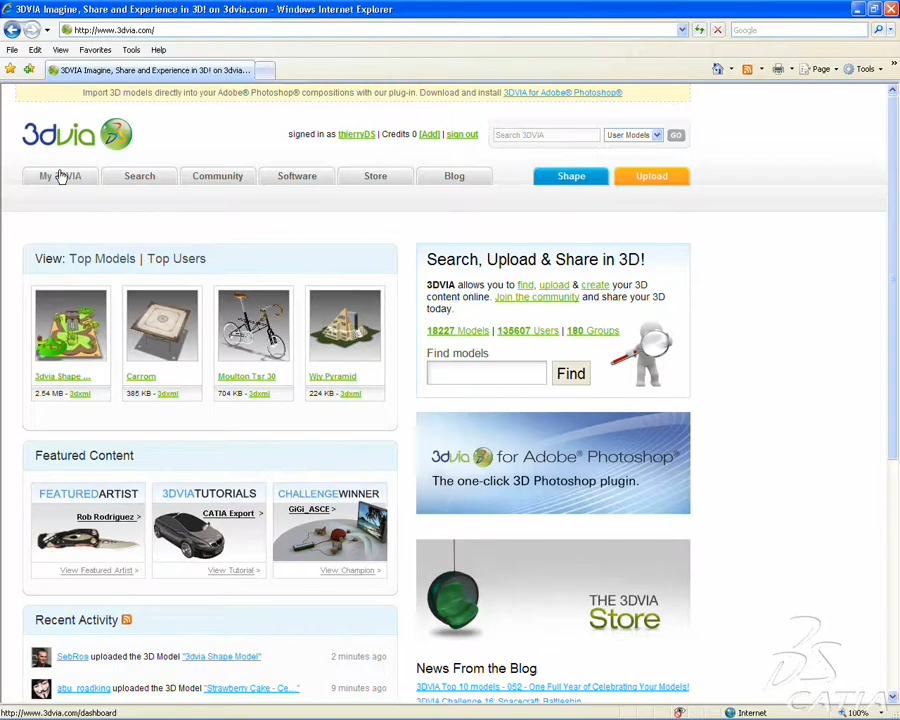 3DVIA Imagine, Share and Experience in 3D! on 3dvia.com - Windows Internet Explorer
http://www.3dvia.com/
Google
File Edit View Favorites Tools Help
3DVIA Imagine, Share and Experience in 3D! on 3dvia...
Page Tools
Import 3D models directly into your Adobe® Photoshop® compositions with our plug-in. Download and install 3DVIA for Adobe® Photoshop®
3dvia
signed in as thierryDS | Credits 0 [Add] | sign out
Search 3DVIA User Models GO
My 3DVIA Search Community Software Store Blog Shape Upload
View: Top Models | Top Users
3dvia Shape ... Carrom Moulton Tsr 30 Wiy Pyramid
2.54 MB - 3dxml 385 KB - 3dxml 704 KB - 3dxml 224 KB - 3dxml
Search, Upload & Share in 3D!
3DVIA allows you to find, upload & create your 3D
content online. Join the community and share your 3D
today.
18227 Models | 135607 Users | 180 Groups
Find models
Find
3dvia for Adobe® Photoshop®
The one-click 3D Photoshop plugin.
Featured Content
FEATUREDARTIST 3DVIATUTORIALS CHALLENGEWINNER
Rob Rodriguez > CATIA Export > GiGi_ASCE >
View Featured Artist > View Tutorial > View Champion >
THE 3DVIA
Store
Recent Activity
SebRos uploaded the 3D Model "3dvia Shape Model" 2 minutes ago
abu_roadking uploaded the 3D Model "Strawberry Cake - Ce..." 9 minutes ago
News From the Blog
3DVIA Top 10 models - 052 - One Full Year of Celebrating Your Models!
3DVIA Challenge 16: Spacecraft Battleship
CATIA
http://www.3dvia.com/dashboard Internet 100%